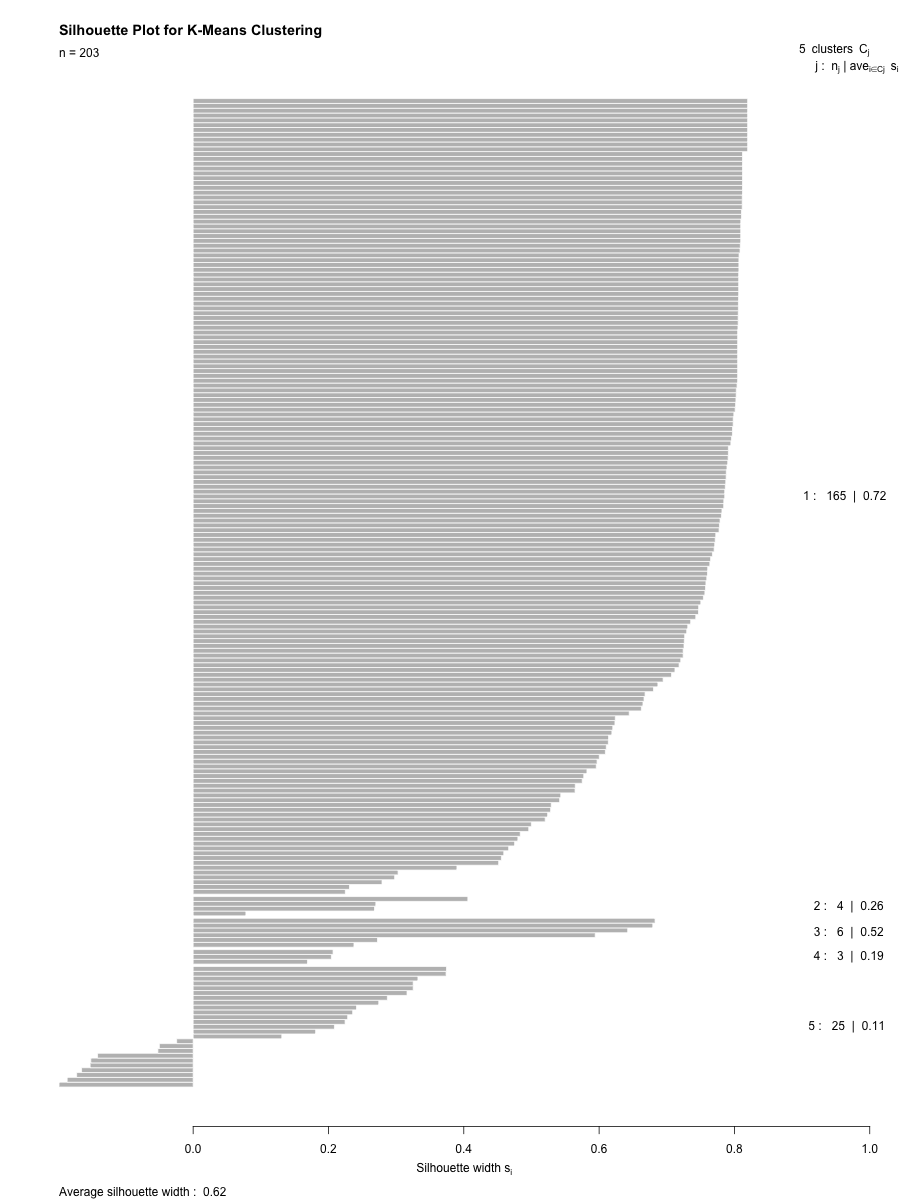 Silhouette Plot for K-Means Clustering
n = 203
5 clusters Cj
j : nj | avei∈Cj si
1 : 165 | 0.72
2 : 4 | 0.26
3 : 6 | 0.52
4 : 3 | 0.19
5 : 25 | 0.11
0.0 0.2 0.4 0.6 0.8 1.0
Silhouette width si
Average silhouette width : 0.62